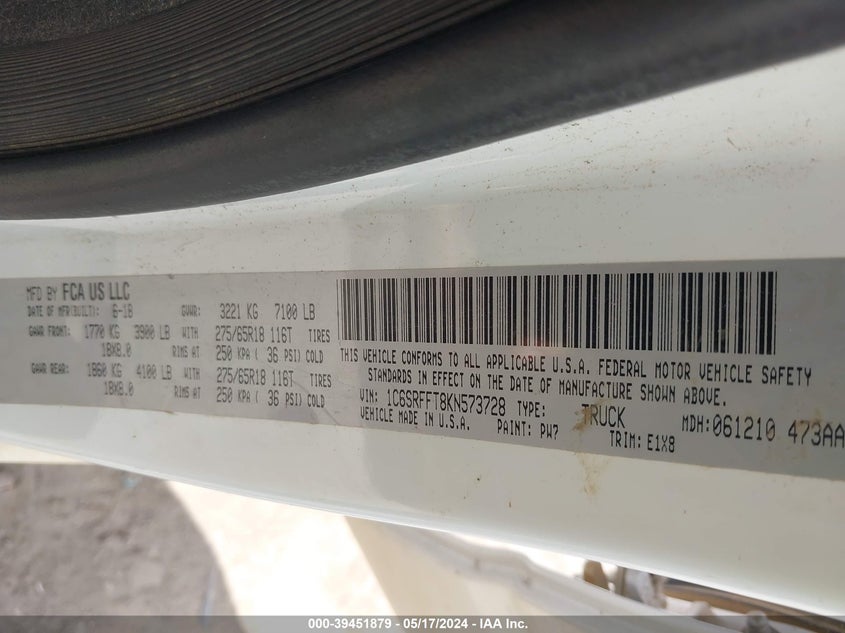 MFD BY FCA US LLC
DATE OF MFR(BUILT): 6-18 GVWR: 3221 KG 7100 LB
GAWR FRONT: 1770 KG 3900 LB WITH 275/65R18 116T TIRES
18X8.0 RIMS AT 250 KPA ( 36 PSI) COLD
GAWR REAR: 1860 KG 4100 LB WITH 275/65R18 116T TIRES
18X8.0 RIMS AT 250 KPA ( 36 PSI) COLD
THIS VEHICLE CONFORMS TO ALL APPLICABLE U.S.A. FEDERAL MOTOR VEHICLE SAFETY
STANDARDS IN EFFECT ON THE DATE OF MANUFACTURE SHOWN ABOVE.
VIN: 1C6SRFFT8KN573728 TYPE: TRUCK MDH: 061210 473AA
VEHICLE MADE IN U.S.A. PAINT: PW7 TRIM: E1X8
000-39451879 - 05/17/2024 - IAA Inc.